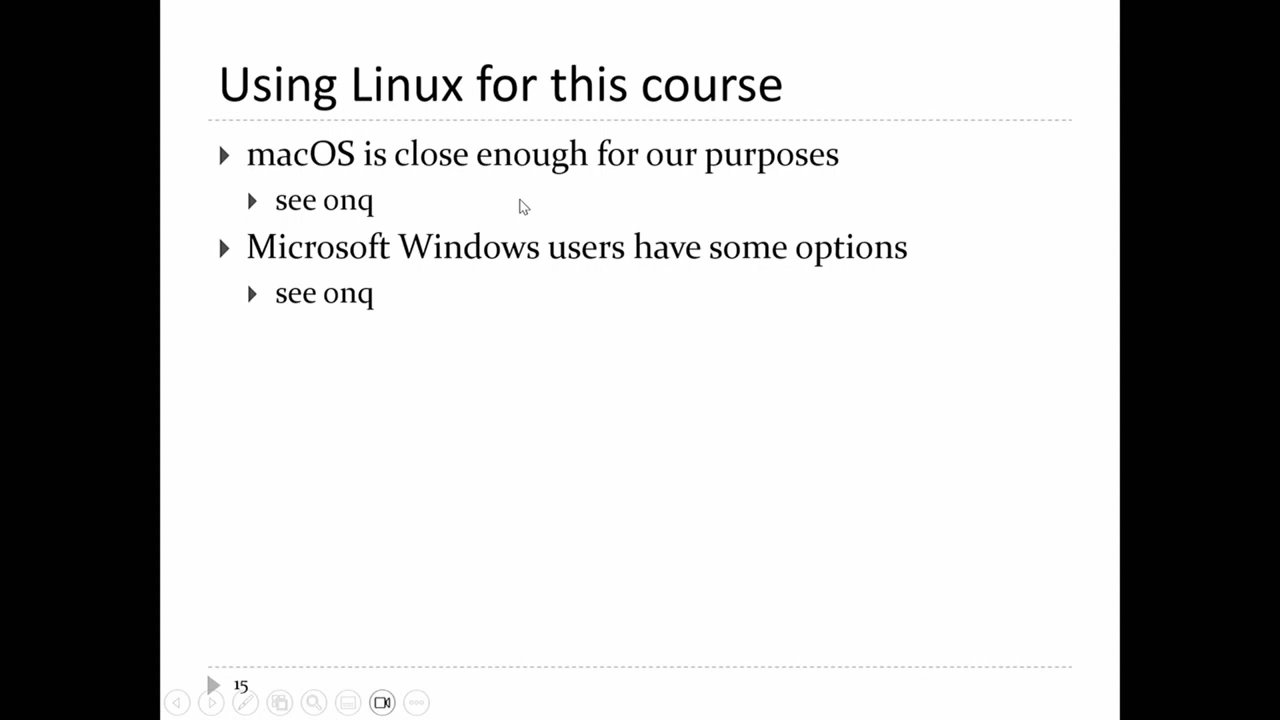 Using Linux for this course
macOS is close enough for our purposes
see onq
Microsoft Windows users have some options
see onq
15